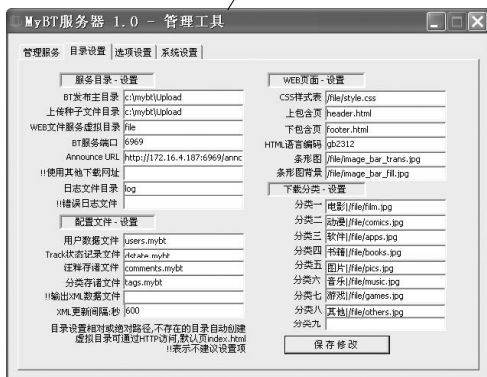 MyBT服务器 1.0 - 管理工具
管理服务 目录设置 选项设置 系统设置
服务目录 - 设置
BT发布主目录 c:\mybt\Upload
上传种子文件目录 c:\mybt\Upload
WEB文件服务虚拟目录 file
BT服务端口 6969
Announce URL http://172.16.4.187:6969/annc
!!使用其他下载网址
日志文件目录 log
!!错误日志文件
配置文件 - 设置
用户数据文件 users.mybt
Track状态记录文件 dstate.mybt
注释存诸文件 comments.mybt
分类存诸文件 tags.mybt
!!输出XML数据文件
XML更新间隔:秒 600
目录设置相对或绝对路径,不存在的目录自动创建
虚拟目录可通过HTTP访问,默认页index.html
!!表示不建议设置项
WEB页面 - 设置
CSS样式表 /file/style.css
上包含页 header.html
下包含页 footer.html
HTML语言编码 gb2312
条形图 /file/image_bar_trans.jpg
条形图背景 /file/image_bar_fill.jpg
下载分类 - 设置
分类一 电影|/file/film.jpg
分类二 动漫|/file/comics.jpg
分类三 软件|/file/apps.jpg
分类四 书籍|/file/books.jpg
分类五 图片|/file/pics.jpg
分类六 音乐|/file/music.jpg
分类七 游戏|/file/games.jpg
分类八 其他|/file/others.jpg
分类九
保存修改